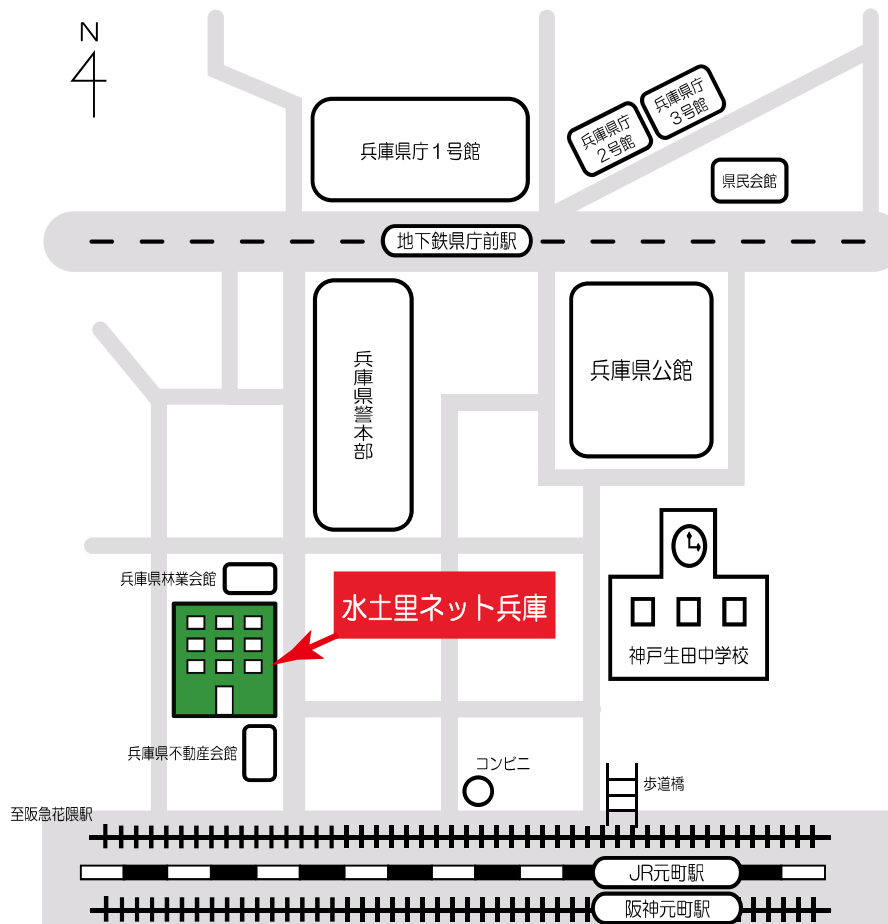 N
兵庫県庁1号館
兵庫県庁
2号館
兵庫県庁
3号館
県民会館
地下鉄県庁前駅
兵庫県警本部
兵庫県公館
兵庫県林業会館
水土里ネット兵庫
神戸生田中学校
兵庫県不動産会館
コンビニ
歩道橋
至阪急花隈駅
JR元町駅
阪神元町駅